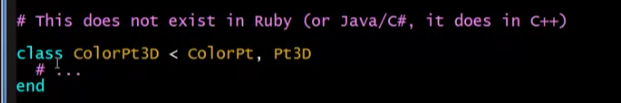 # This does not exist in Ruby (or Java/C#, it does in C++)
class ColorPt3D < ColorPt, Pt3D
# ...
end